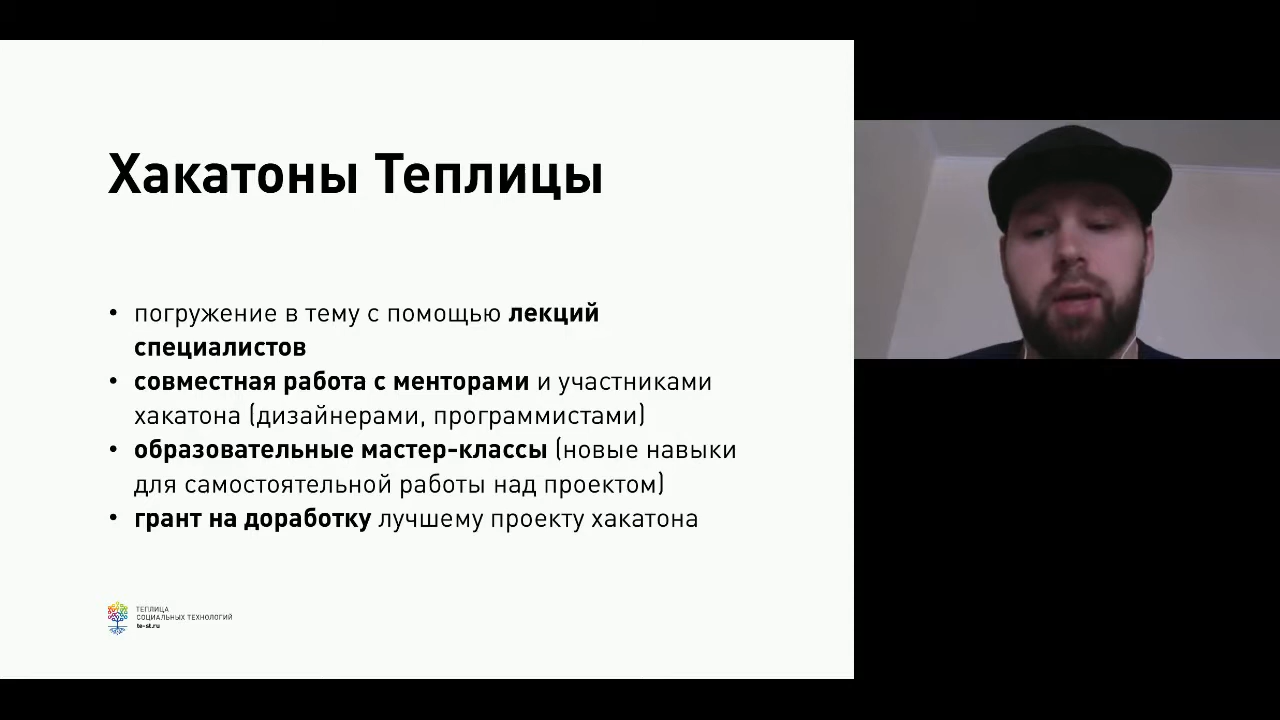 Хакатоны Теплицы
• погружение в тему с помощью лекций
специалистов
• совместная работа с менторами и участниками
хакатона (дизайнерами, программистами)
• образовательные мастер-классы (новые навыки
для самостоятельной работы над проектом)
• грант на доработку лучшему проекту хакатона
ТЕПЛИЦА
СОЦИАЛЬНЫХ ТЕХНОЛОГИЙ
te-st.ru